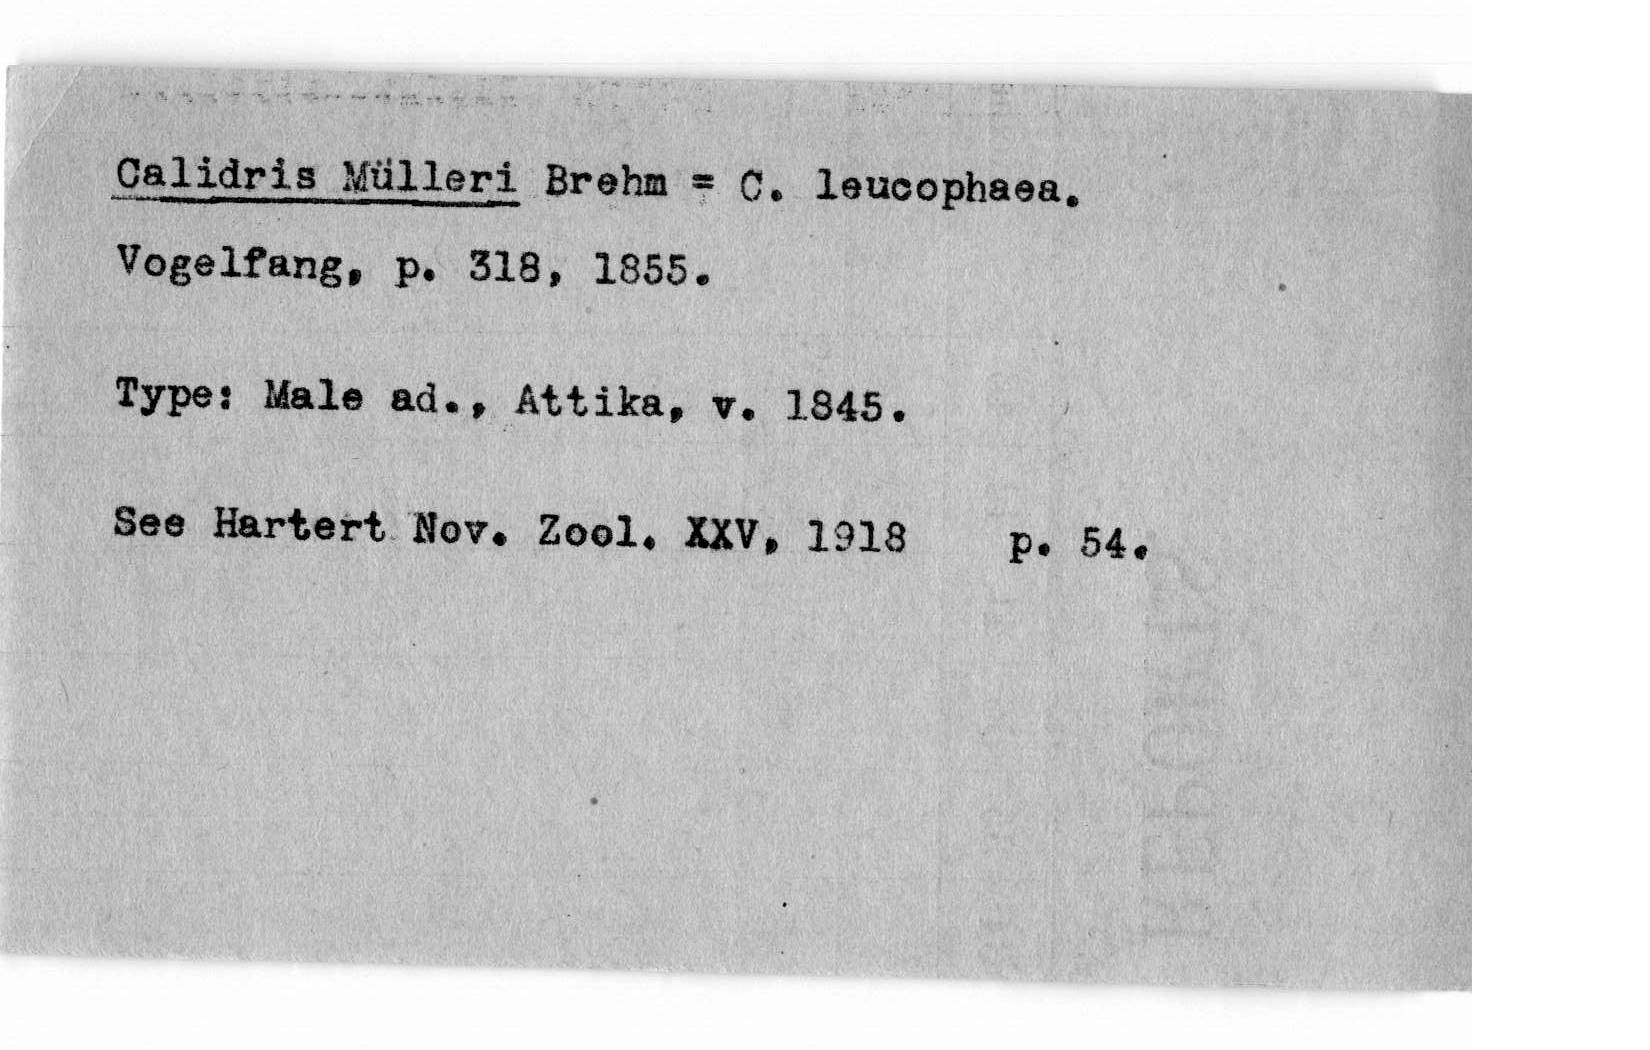 Calidris Mülleri Brehm = C. leucophaea.
Vogelfang, p. 318, 1855.
Type: Male ad., Attika, v. 1845.
See Hartert Nov. Zool. XXV, 1918 p. 54.